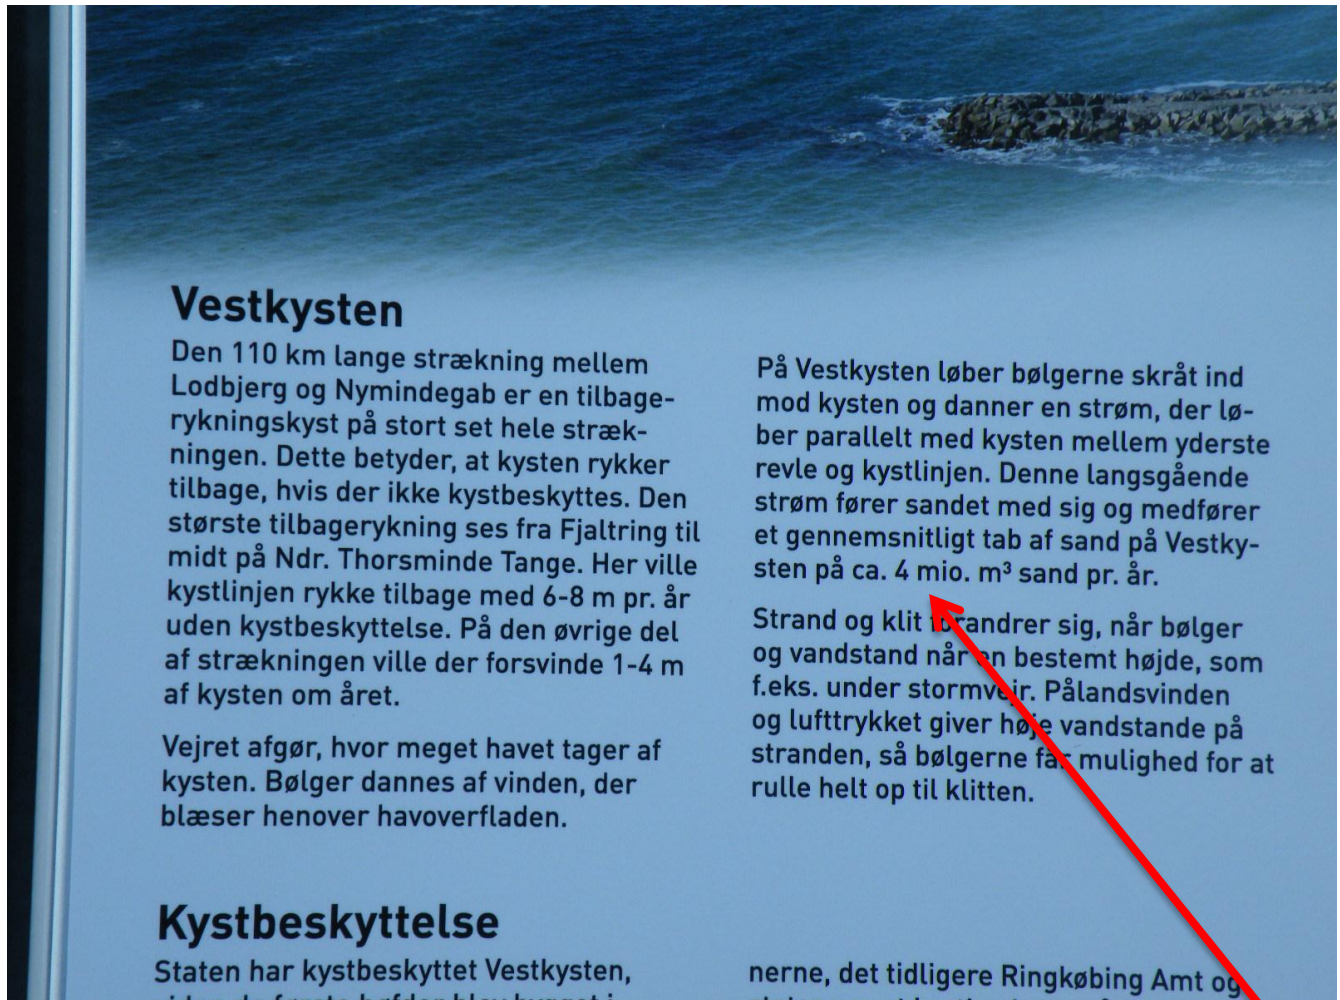 Vestkysten
Den 110 km lange strækning mellem
Lodbjerg og Nymindegab er en tilbage-
rykningskyst på stort set hele stræk-
ningen. Dette betyder, at kysten rykker
tilbage, hvis der ikke kystbeskyttes. Den
største tilbagerykning ses fra Fjaltring til
midt på Ndr. Thorsminde Tange. Her ville
kystlinjen rykke tilbage med 6-8 m pr. år
uden kystbeskyttelse. På den øvrige del
af strækningen ville der forsvinde 1-4 m
af kysten om året.
Vejret afgør, hvor meget havet tager af
kysten. Bølger dannes af vinden, der
blæser henover havoverfladen.
På Vestkysten løber bølgerne skråt ind
mod kysten og danner en strøm, der lø-
ber parallelt med kysten mellem yderste
revle og kystlinjen. Denne langsgående
strøm fører sandet med sig og medfører
et gennemsnitligt tab af sand på Vestky-
sten på ca. 4 mio. m³ sand pr. år.
Strand og klit forandrer sig, når bølger
og vandstand når en bestemt højde, som
f.eks. under stormvejr. Pålandsvinden
og lufttrykket giver høje vandstande på
stranden, så bølgerne får mulighed for at
rulle helt op til klitten.
Kystbeskyttelse
Staten har kystbeskyttet Vestkysten,
nerne, det tidligere Ringkøbing Amt og